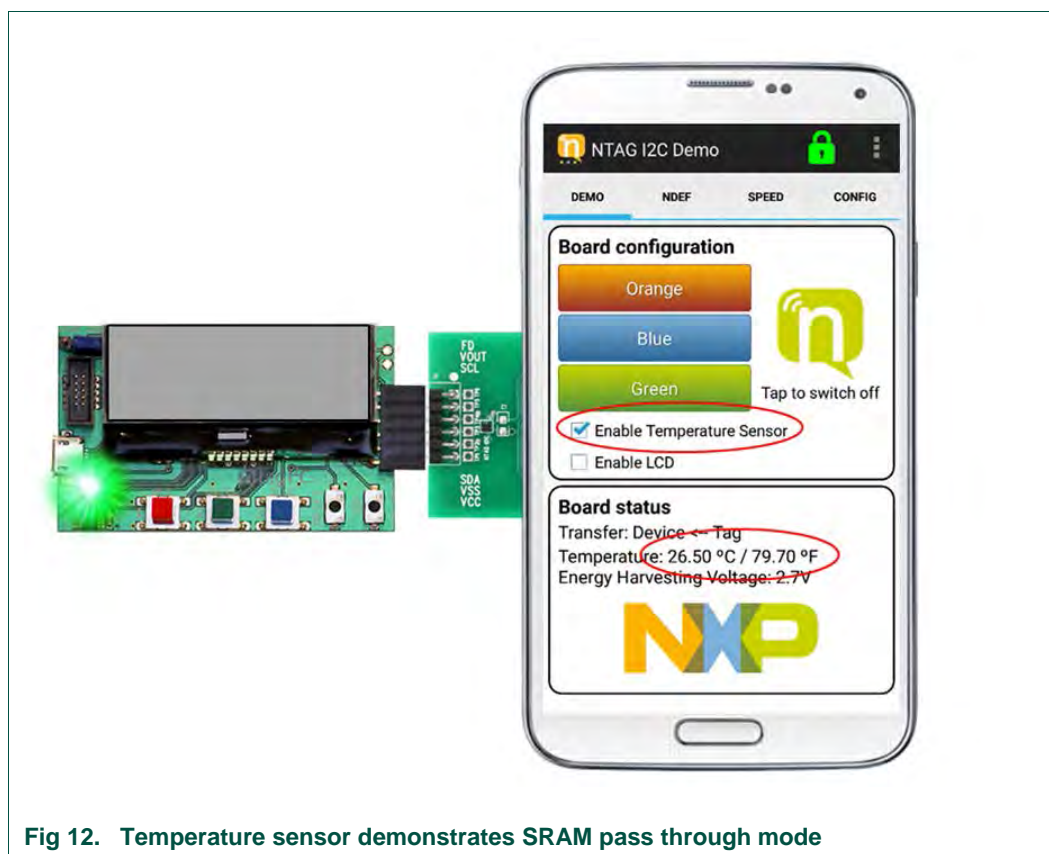 NTAG I2C Demo
DEMO NDEF SPEED CONFIG
Board configuration
Orange
Blue
Green
Tap to switch off
Enable Temperature Sensor
Enable LCD
Board status
Transfer: Device <-- Tag
Temperature: 26.50 ºC / 79.70 ºF
Energy Harvesting Voltage: 2.7V
NXP
FD
VOUT
SCL
SDA
VSS
VCC
Fig 12. Temperature sensor demonstrates SRAM pass through mode